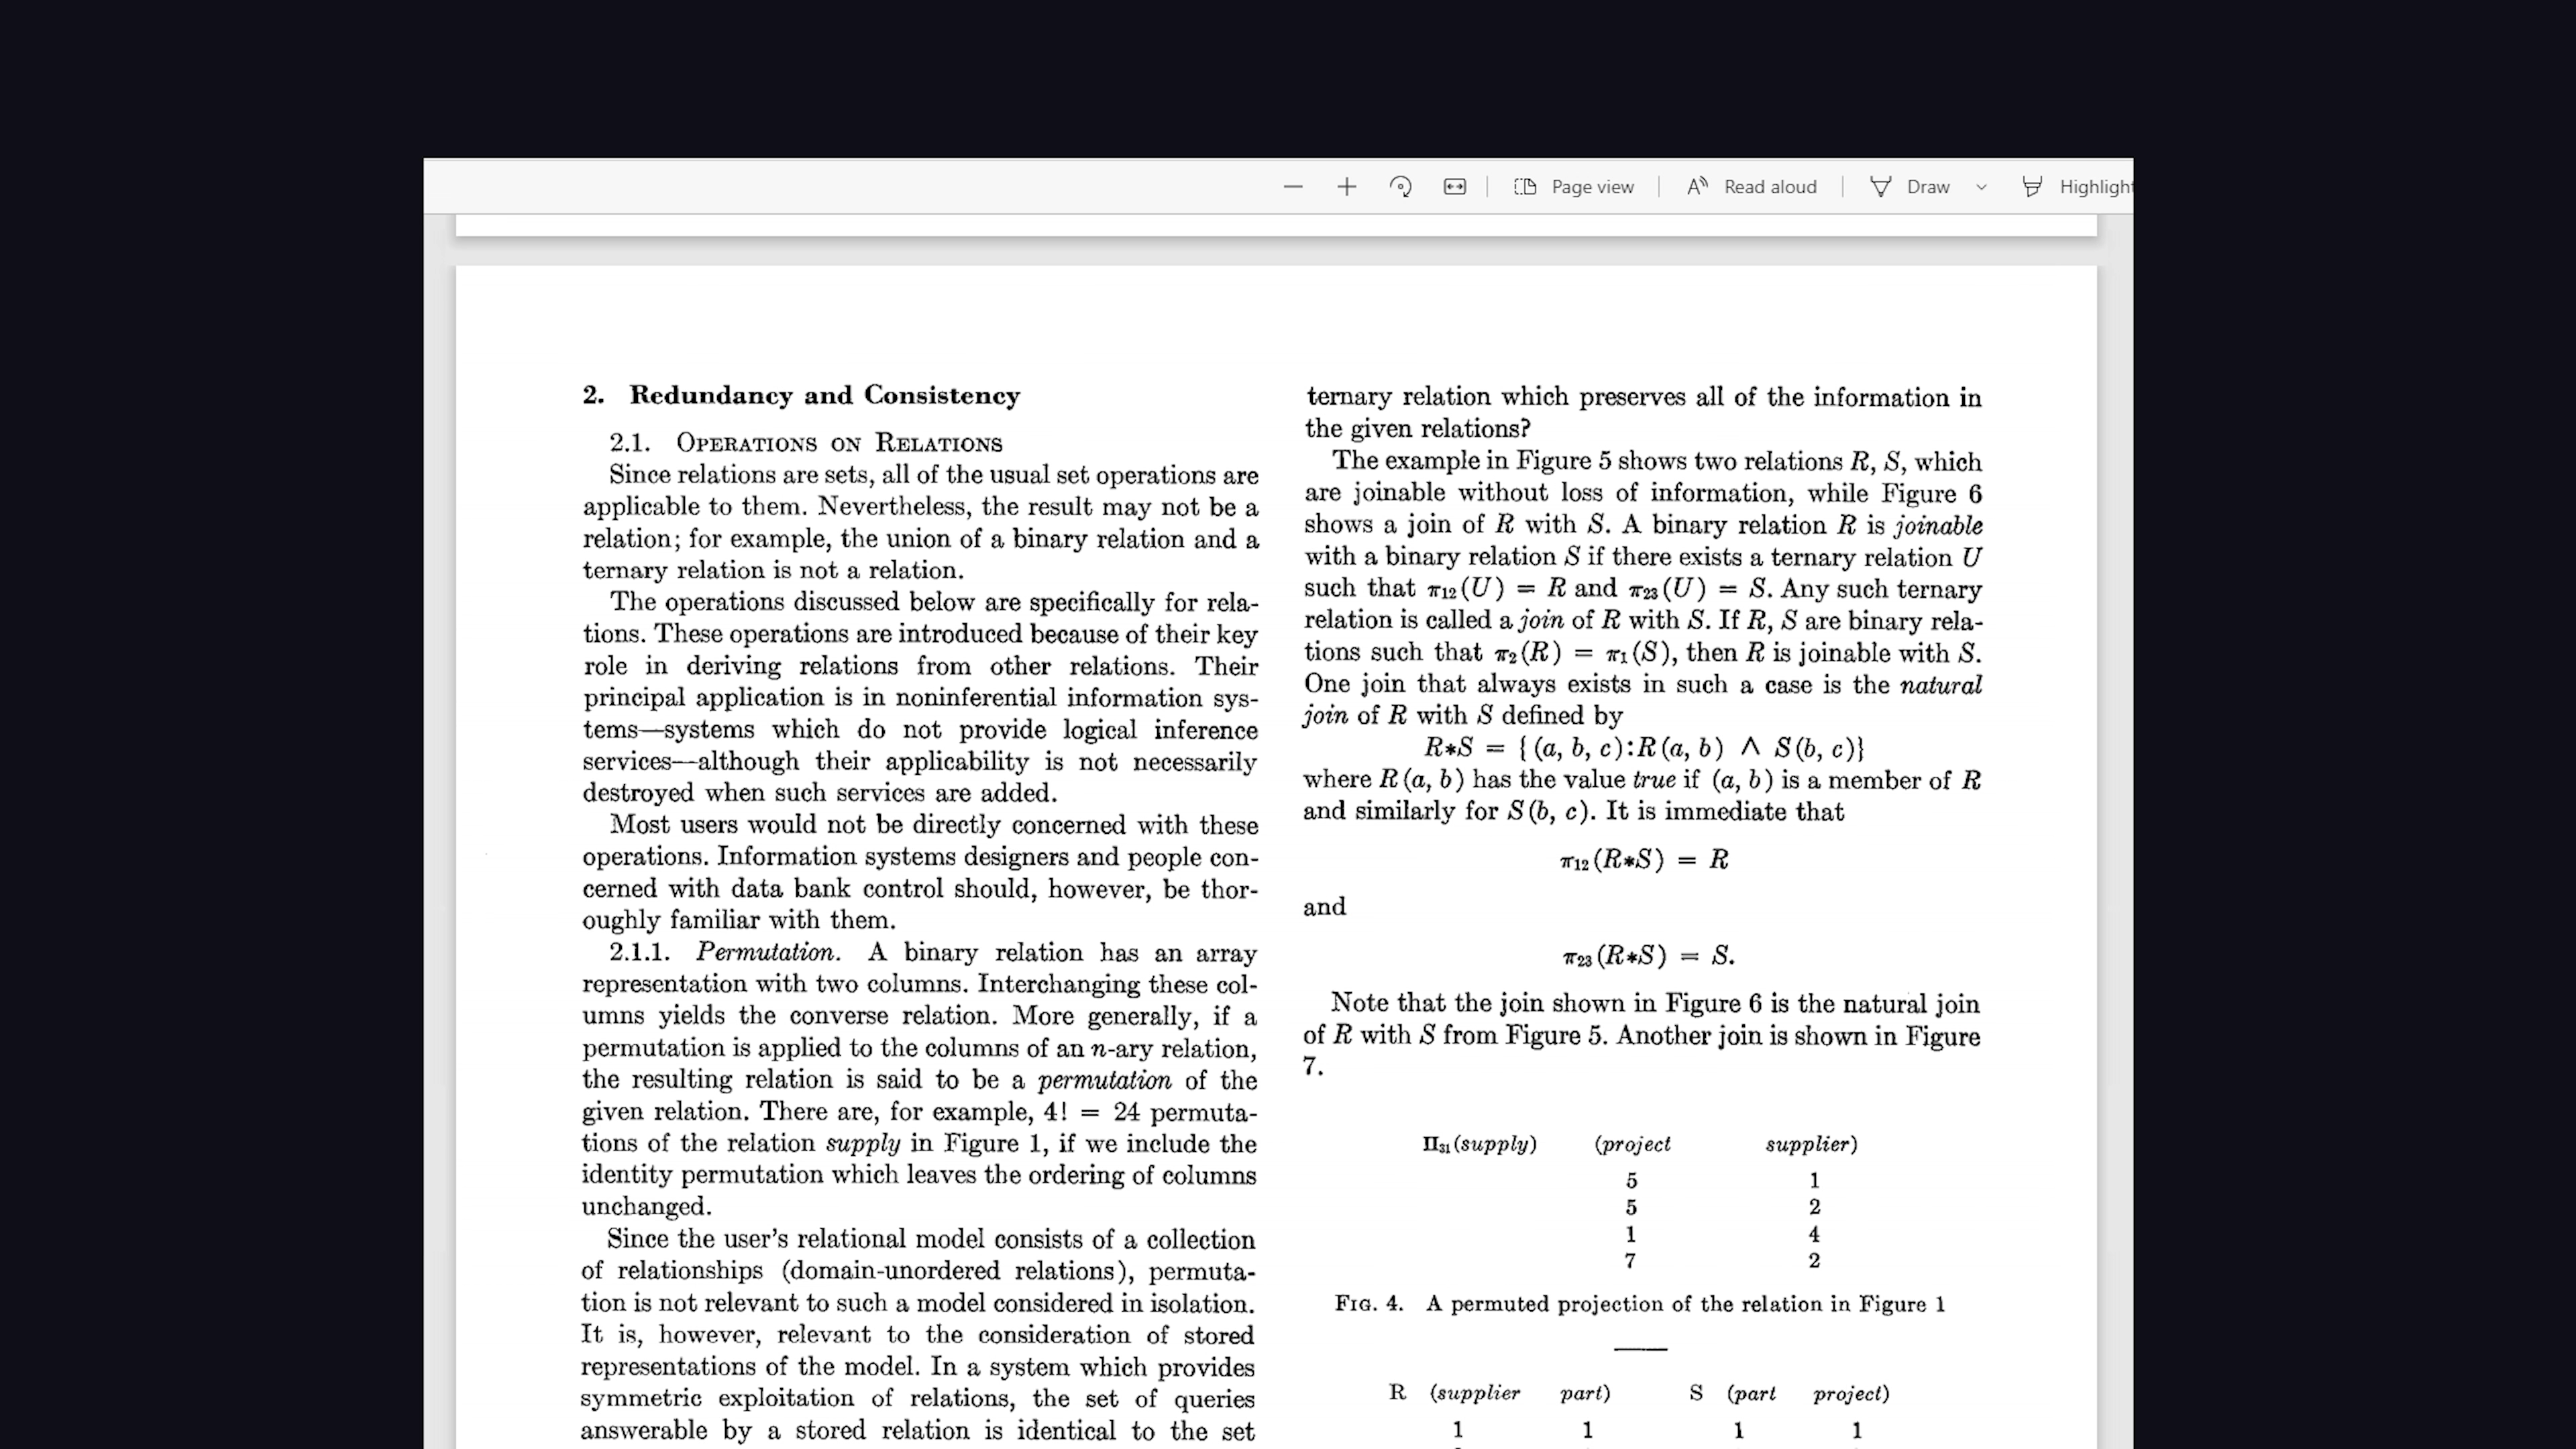 Page view
Read aloud
Draw
Highlight
2. Redundancy and Consistency
2.1. OPERATIONS ON RELATIONS
Since relations are sets, all of the usual set operations are
applicable to them. Nevertheless, the result may not be a
relation; for example, the union of a binary relation and a
ternary relation is not a relation.
The operations discussed below are specifically for rela-
tions. These operations are introduced because of their key
role in deriving relations from other relations. Their
principal application is in noninferential information sys-
tems—systems which do not provide logical inference
services—although their applicability is not necessarily
destroyed when such services are added.
Most users would not be directly concerned with these
operations. Information systems designers and people con-
cerned with data bank control should, however, be thor-
oughly familiar with them.
2.1.1. Permutation. A binary relation has an array
representation with two columns. Interchanging these col-
umns yields the converse relation. More generally, if a
permutation is applied to the columns of an n-ary relation,
the resulting relation is said to be a permutation of the
given relation. There are, for example, 4! = 24 permuta-
tions of the relation supply in Figure 1, if we include the
identity permutation which leaves the ordering of columns
unchanged.
Since the user's relational model consists of a collection
of relationships (domain-unordered relations), permuta-
tion is not relevant to such a model considered in isolation.
It is, however, relevant to the consideration of stored
representations of the model. In a system which provides
symmetric exploitation of relations, the set of queries
answerable by a stored relation is identical to the set
ternary relation which preserves all of the information in
the given relations?
The example in Figure 5 shows two relations R, S, which
are joinable without loss of information, while Figure 6
shows a join of R with S. A binary relation R is joinable
with a binary relation S if there exists a ternary relation U
such that π12(U) = R and π23(U) = S. Any such ternary
relation is called a join of R with S. If R, S are binary rela-
tions such that π2(R) = π1(S), then R is joinable with S.
One join that always exists in such a case is the natural
join of R with S defined by
R*S = {(a, b, c):R(a, b) ∧ S(b, c)}
where R(a, b) has the value true if (a, b) is a member of R
and similarly for S(b, c). It is immediate that
π12(R*S) = R
and
π23(R*S) = S.
Note that the join shown in Figure 6 is the natural join
of R with S from Figure 5. Another join is shown in Figure
7.
Π31(supply) (project supplier)
5 1
5 2
1 4
7 2
FIG. 4. A permuted projection of the relation in Figure 1
R (supplier part) S (part project)
1 1 1 1